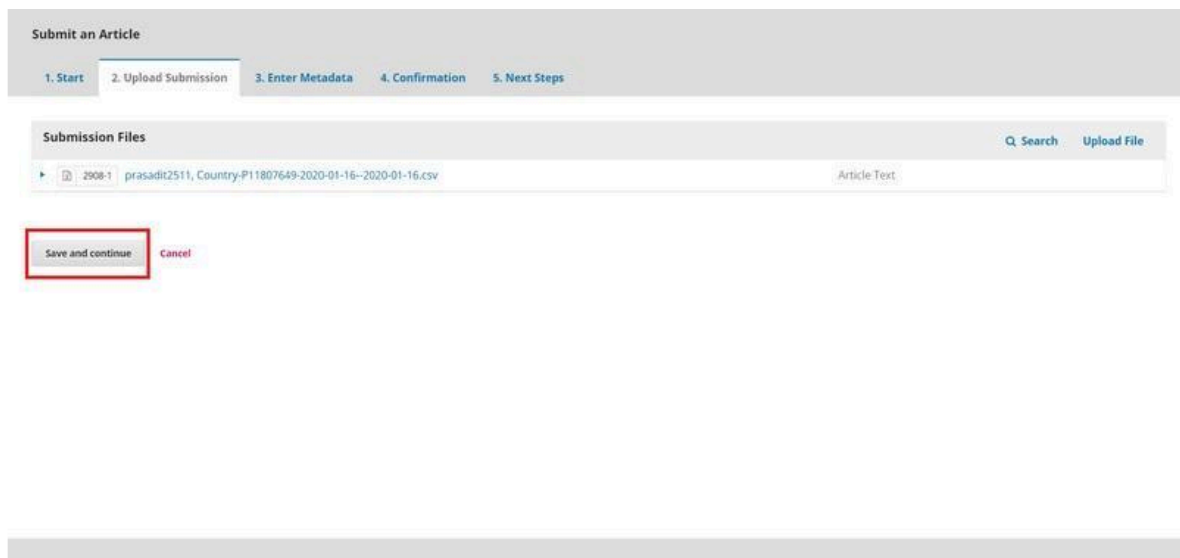 Submit an Article
1. Start 2. Upload Submission 3. Enter Metadata 4. Confirmation 5. Next Steps
Submission Files Search Upload File
2908-1 prasadit2511, Country-P11807649-2020-01-16--2020-01-16.csv Article Text
Save and continue Cancel